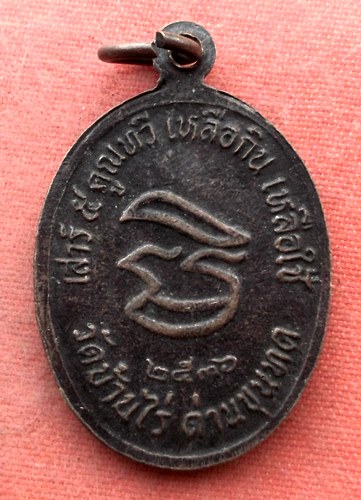 เสาร์ ๕ คูณทวี เหลือกิน เหลือใช้
๒๕๓๖
วัดบ้านไร่ ด่านขุนทด